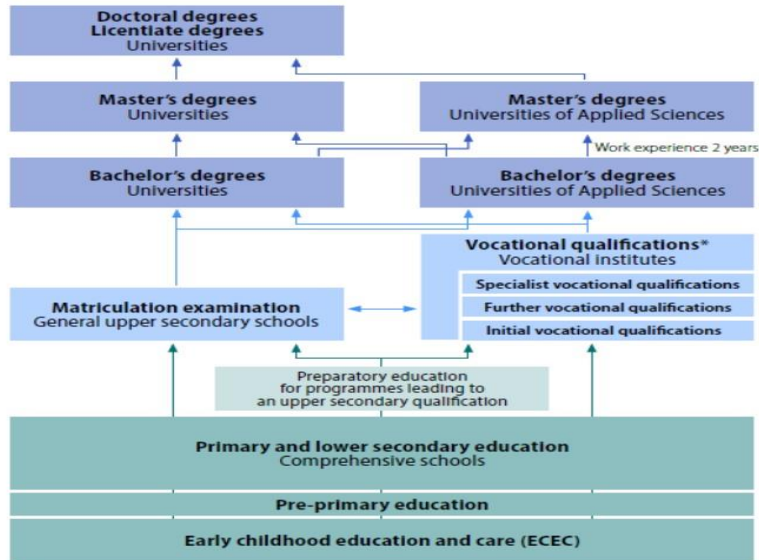 Doctoral degrees
Licentiate degrees
Universities
Master's degrees
Universities
Master's degrees
Universities of Applied Sciences
Work experience 2 years
Bachelor's degrees
Universities
Bachelor's degrees
Universities of Applied Sciences
Vocational qualifications*
Vocational institutes
Specialist vocational qualifications
Further vocational qualifications
Initial vocational qualifications
Matriculation examination
General upper secondary schools
Preparatory education
for programmes leading to
an upper secondary qualification
Primary and lower secondary education
Comprehensive schools
Pre-primary education
Early childhood education and care (ECEC)